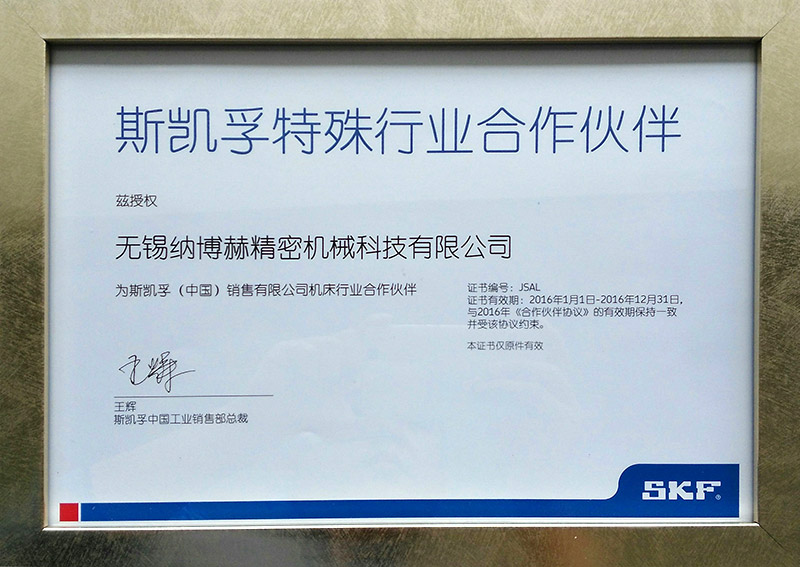 斯凯孚特殊行业合作伙伴
兹授权
无锡纳博赫精密机械科技有限公司
为斯凯孚（中国）销售有限公司机床行业合作伙伴
证书编号：JSAL
证书有效期：2016年1月1日-2016年12月31日，
与2016年《合作伙伴协议》的有效期保持一致
并受该协议约束。
本证书仅原件有效
王辉
王辉
斯凯孚中国工业销售部总裁
SKF®